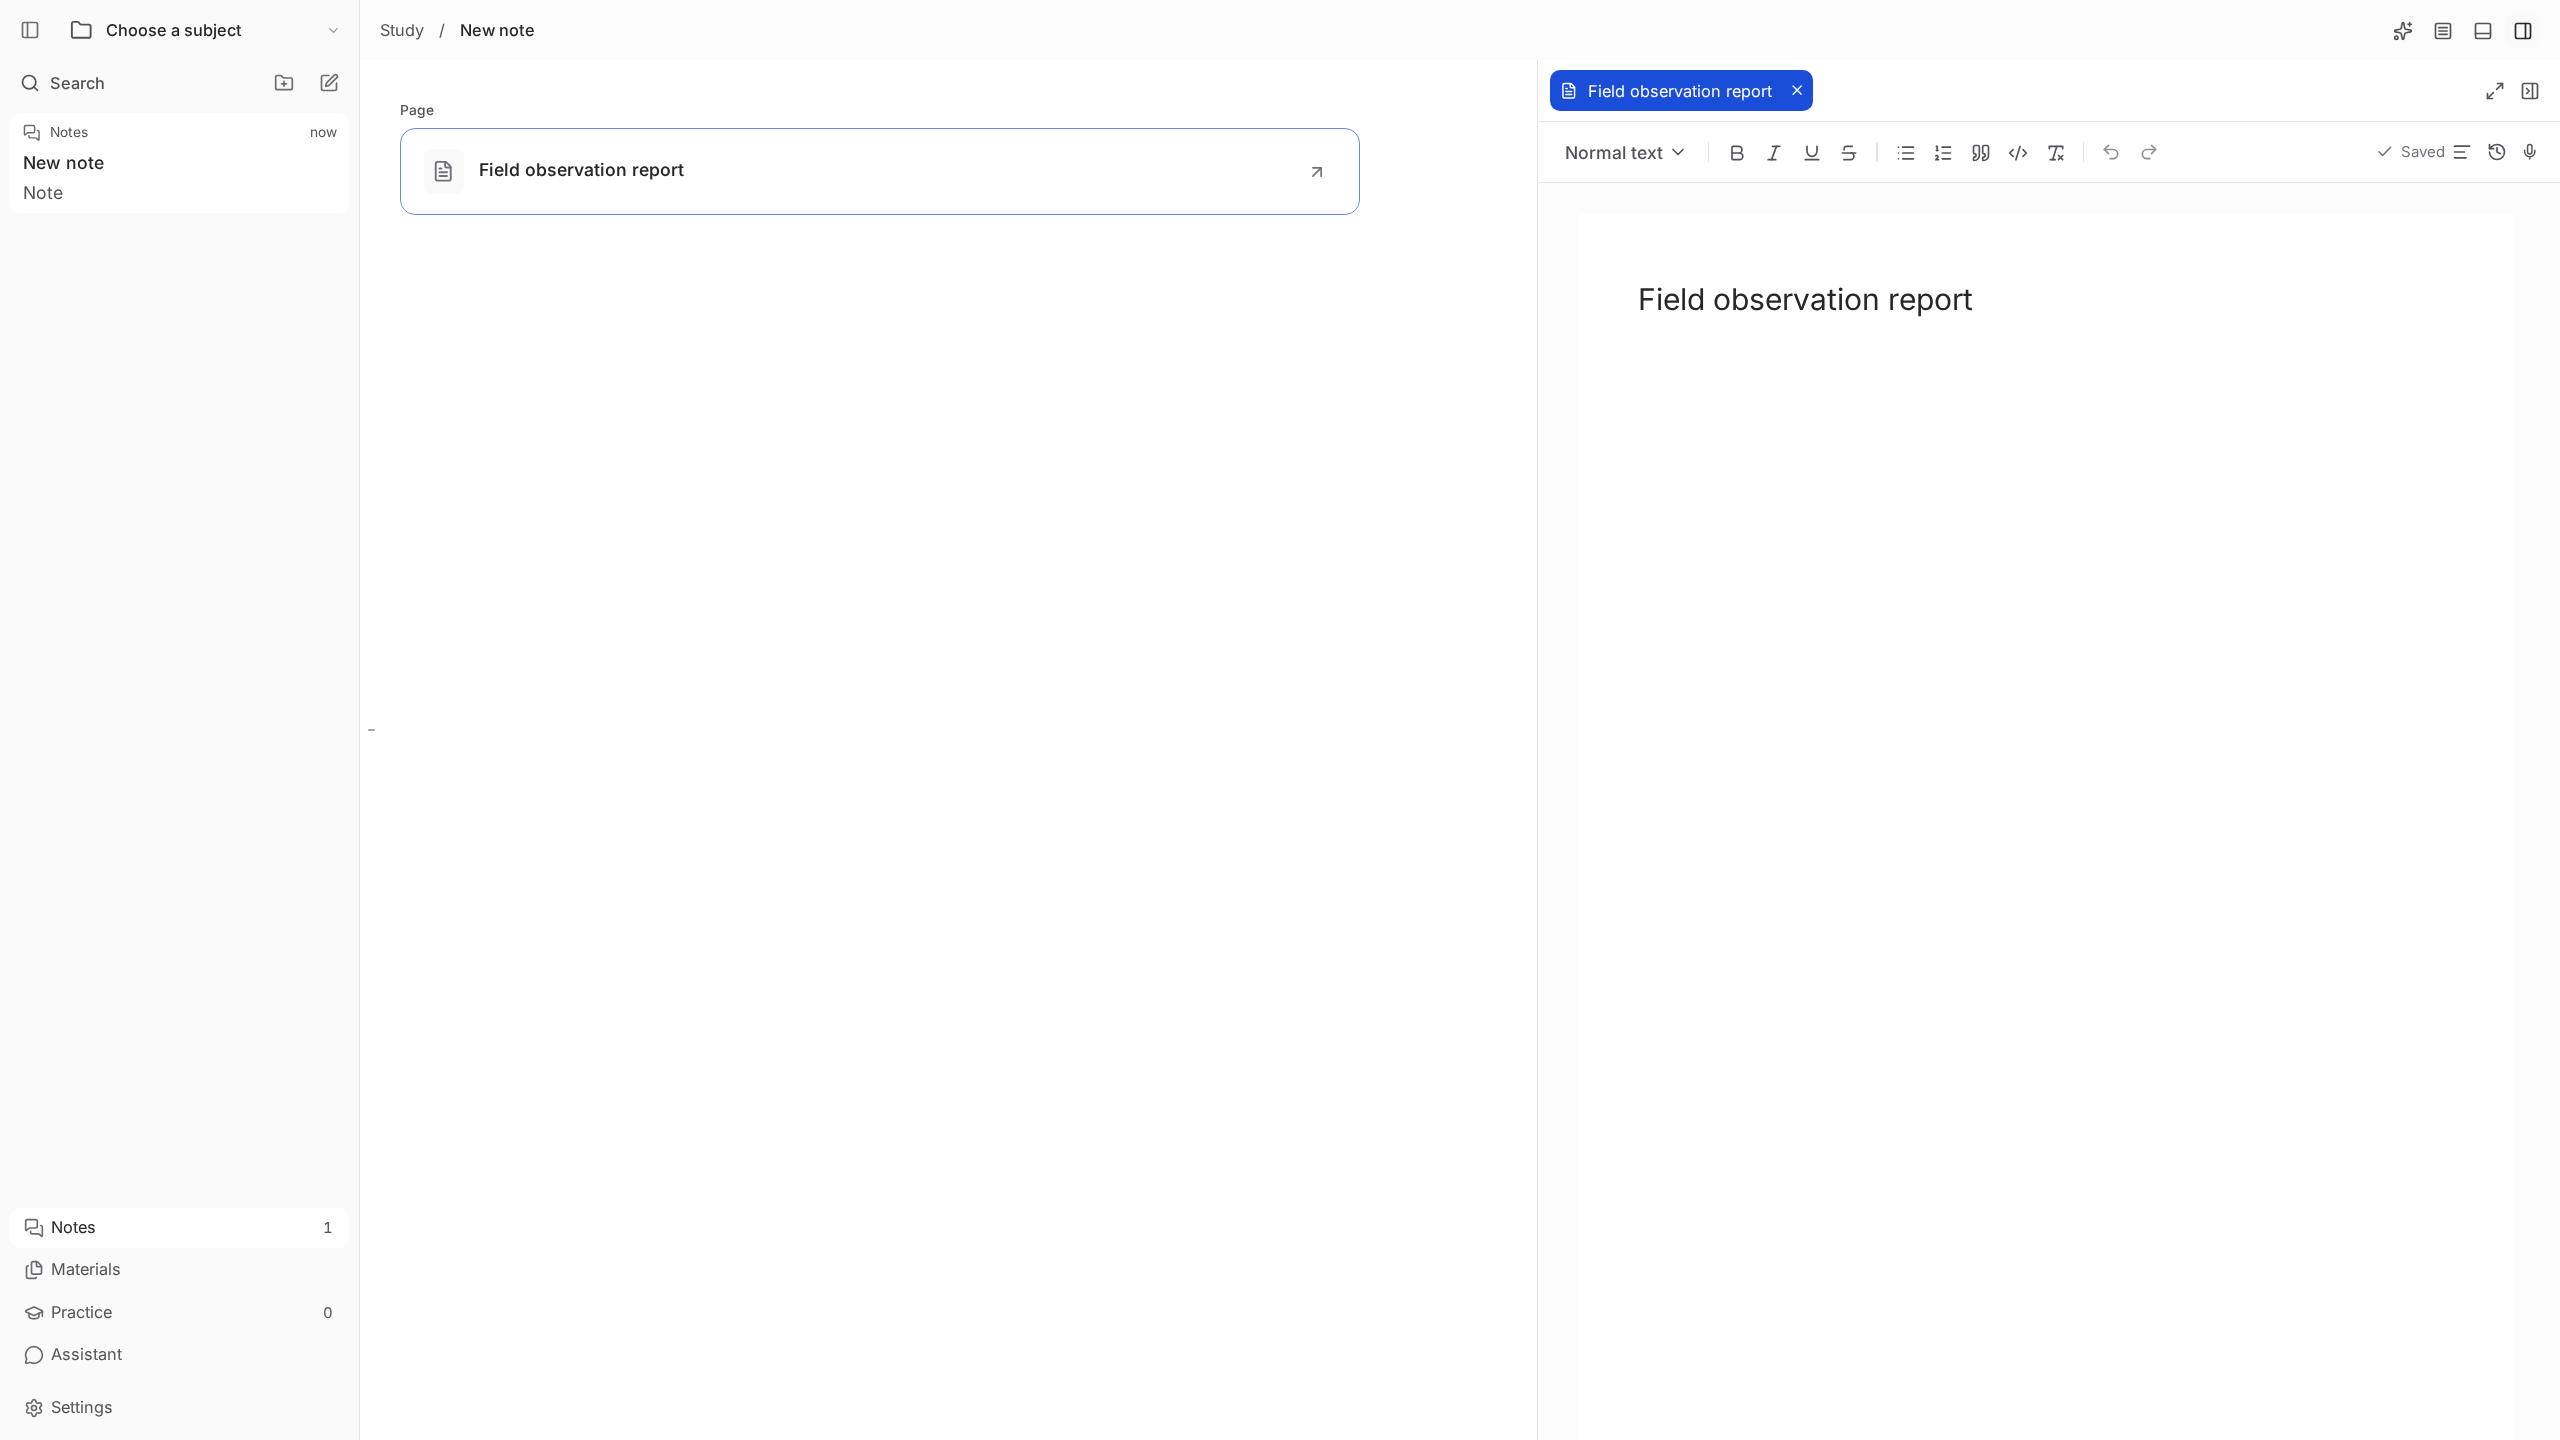 Choose a subject
Study / New note
Search
Notes now
New note
Note
Page
Field observation report
Field observation report
Normal text
Saved
Field observation report
Notes 1
Materials
Practice 0
Assistant
Settings